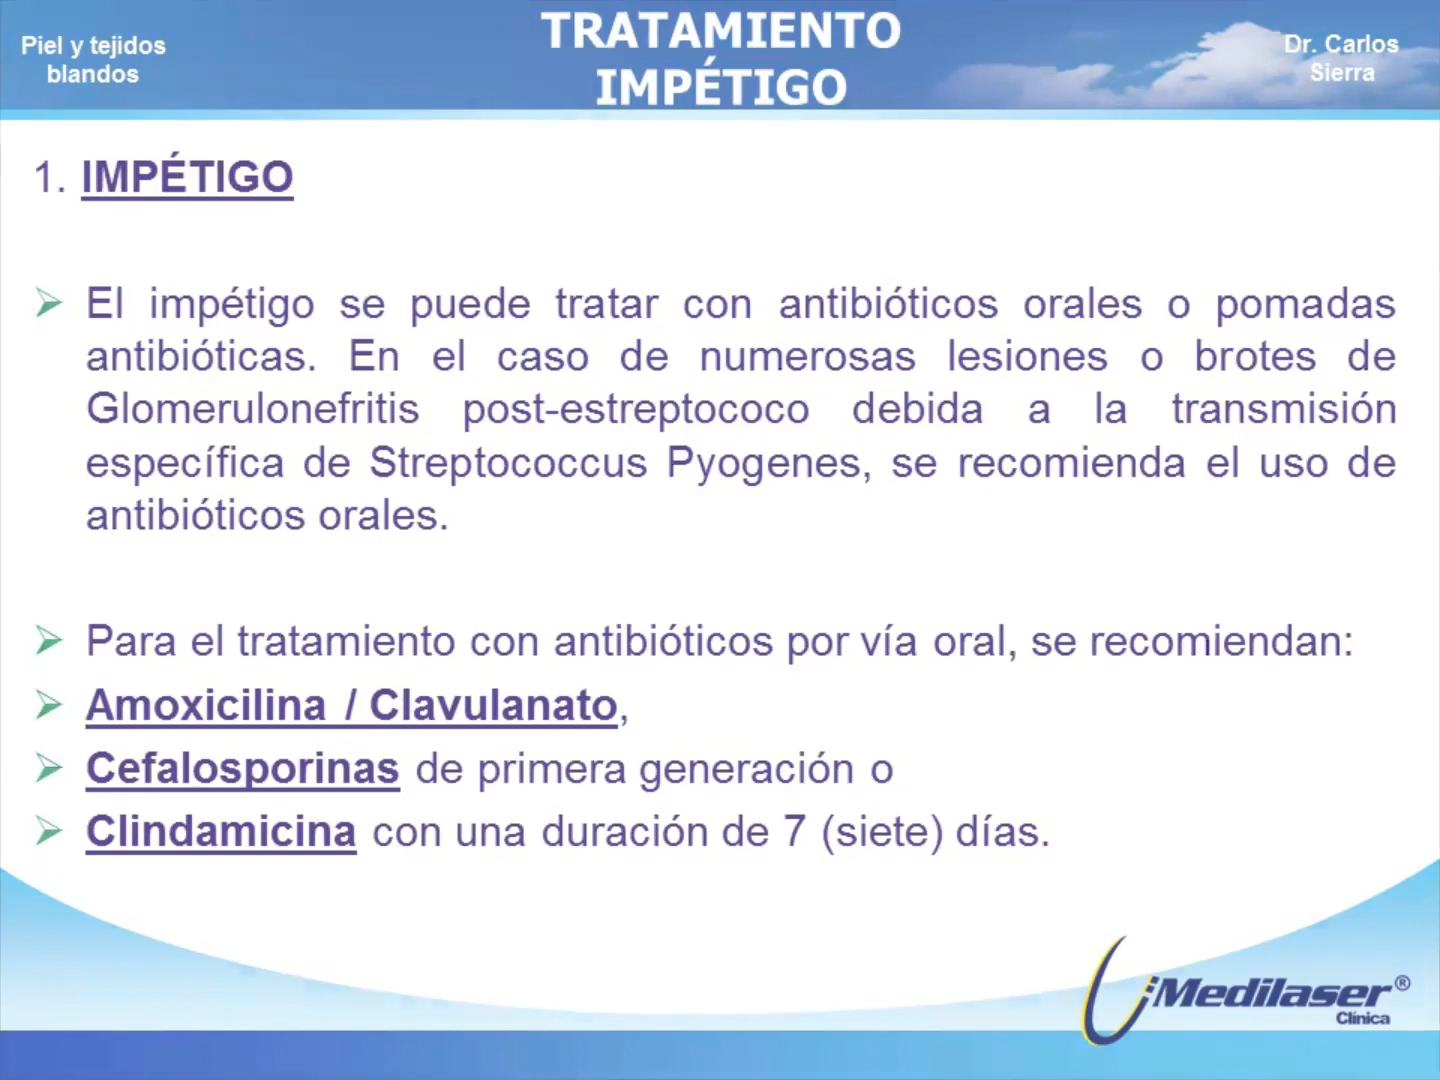 Piel y tejidos
blandos
TRATAMIENTO
IMPÉTIGO
Dr. Carlos
Sierra
1. IMPÉTIGO
El impétigo se puede tratar con antibióticos orales o pomadas
antibióticas. En el caso de numerosas lesiones o brotes de
Glomerulonefritis post-estreptococo debida a la transmisión
específica de Streptococcus Pyogenes, se recomienda el uso de
antibióticos orales.
Para el tratamiento con antibióticos por vía oral, se recomiendan:
Amoxicilina / Clavulanato,
Cefalosporinas de primera generación o
Clindamicina con una duración de 7 (siete) días.
Medilaser®
Clínica